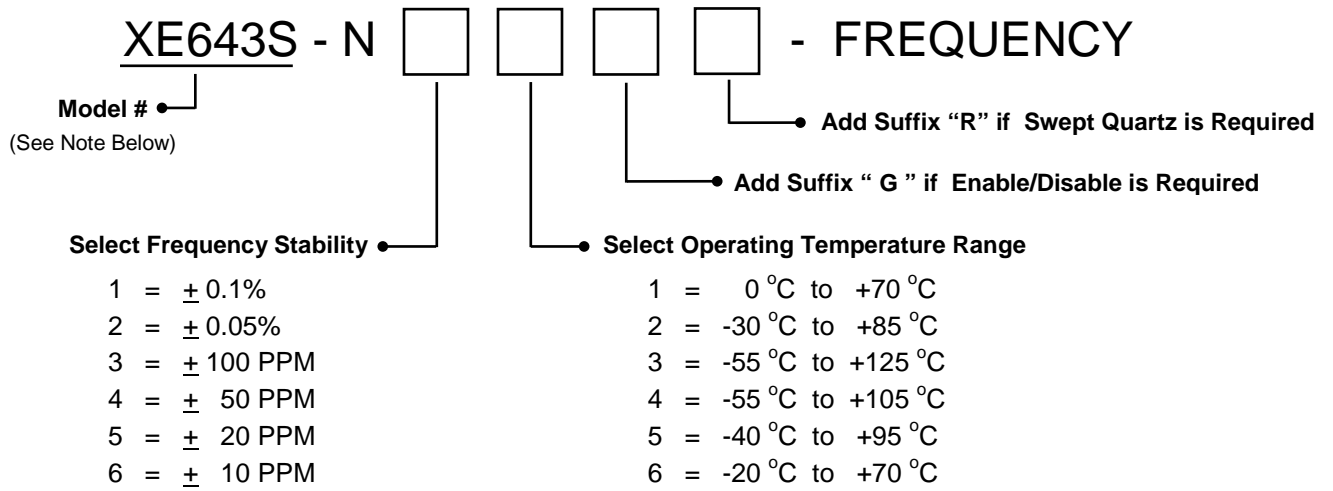 XE643S - N - FREQUENCY
Model #
(See Note Below)
Add Suffix “R” if Swept Quartz is Required
Add Suffix “ G ” if Enable/Disable is Required
Select Frequency Stability
1 = ± 0.1%
2 = ± 0.05%
3 = ± 100 PPM
4 = ± 50 PPM
5 = ± 20 PPM
6 = ± 10 PPM
Select Operating Temperature Range
1 = 0 °C to +70 °C
2 = -30 °C to +85 °C
3 = -55 °C to +125 °C
4 = -55 °C to +105 °C
5 = -40 °C to +95 °C
6 = -20 °C to +70 °C